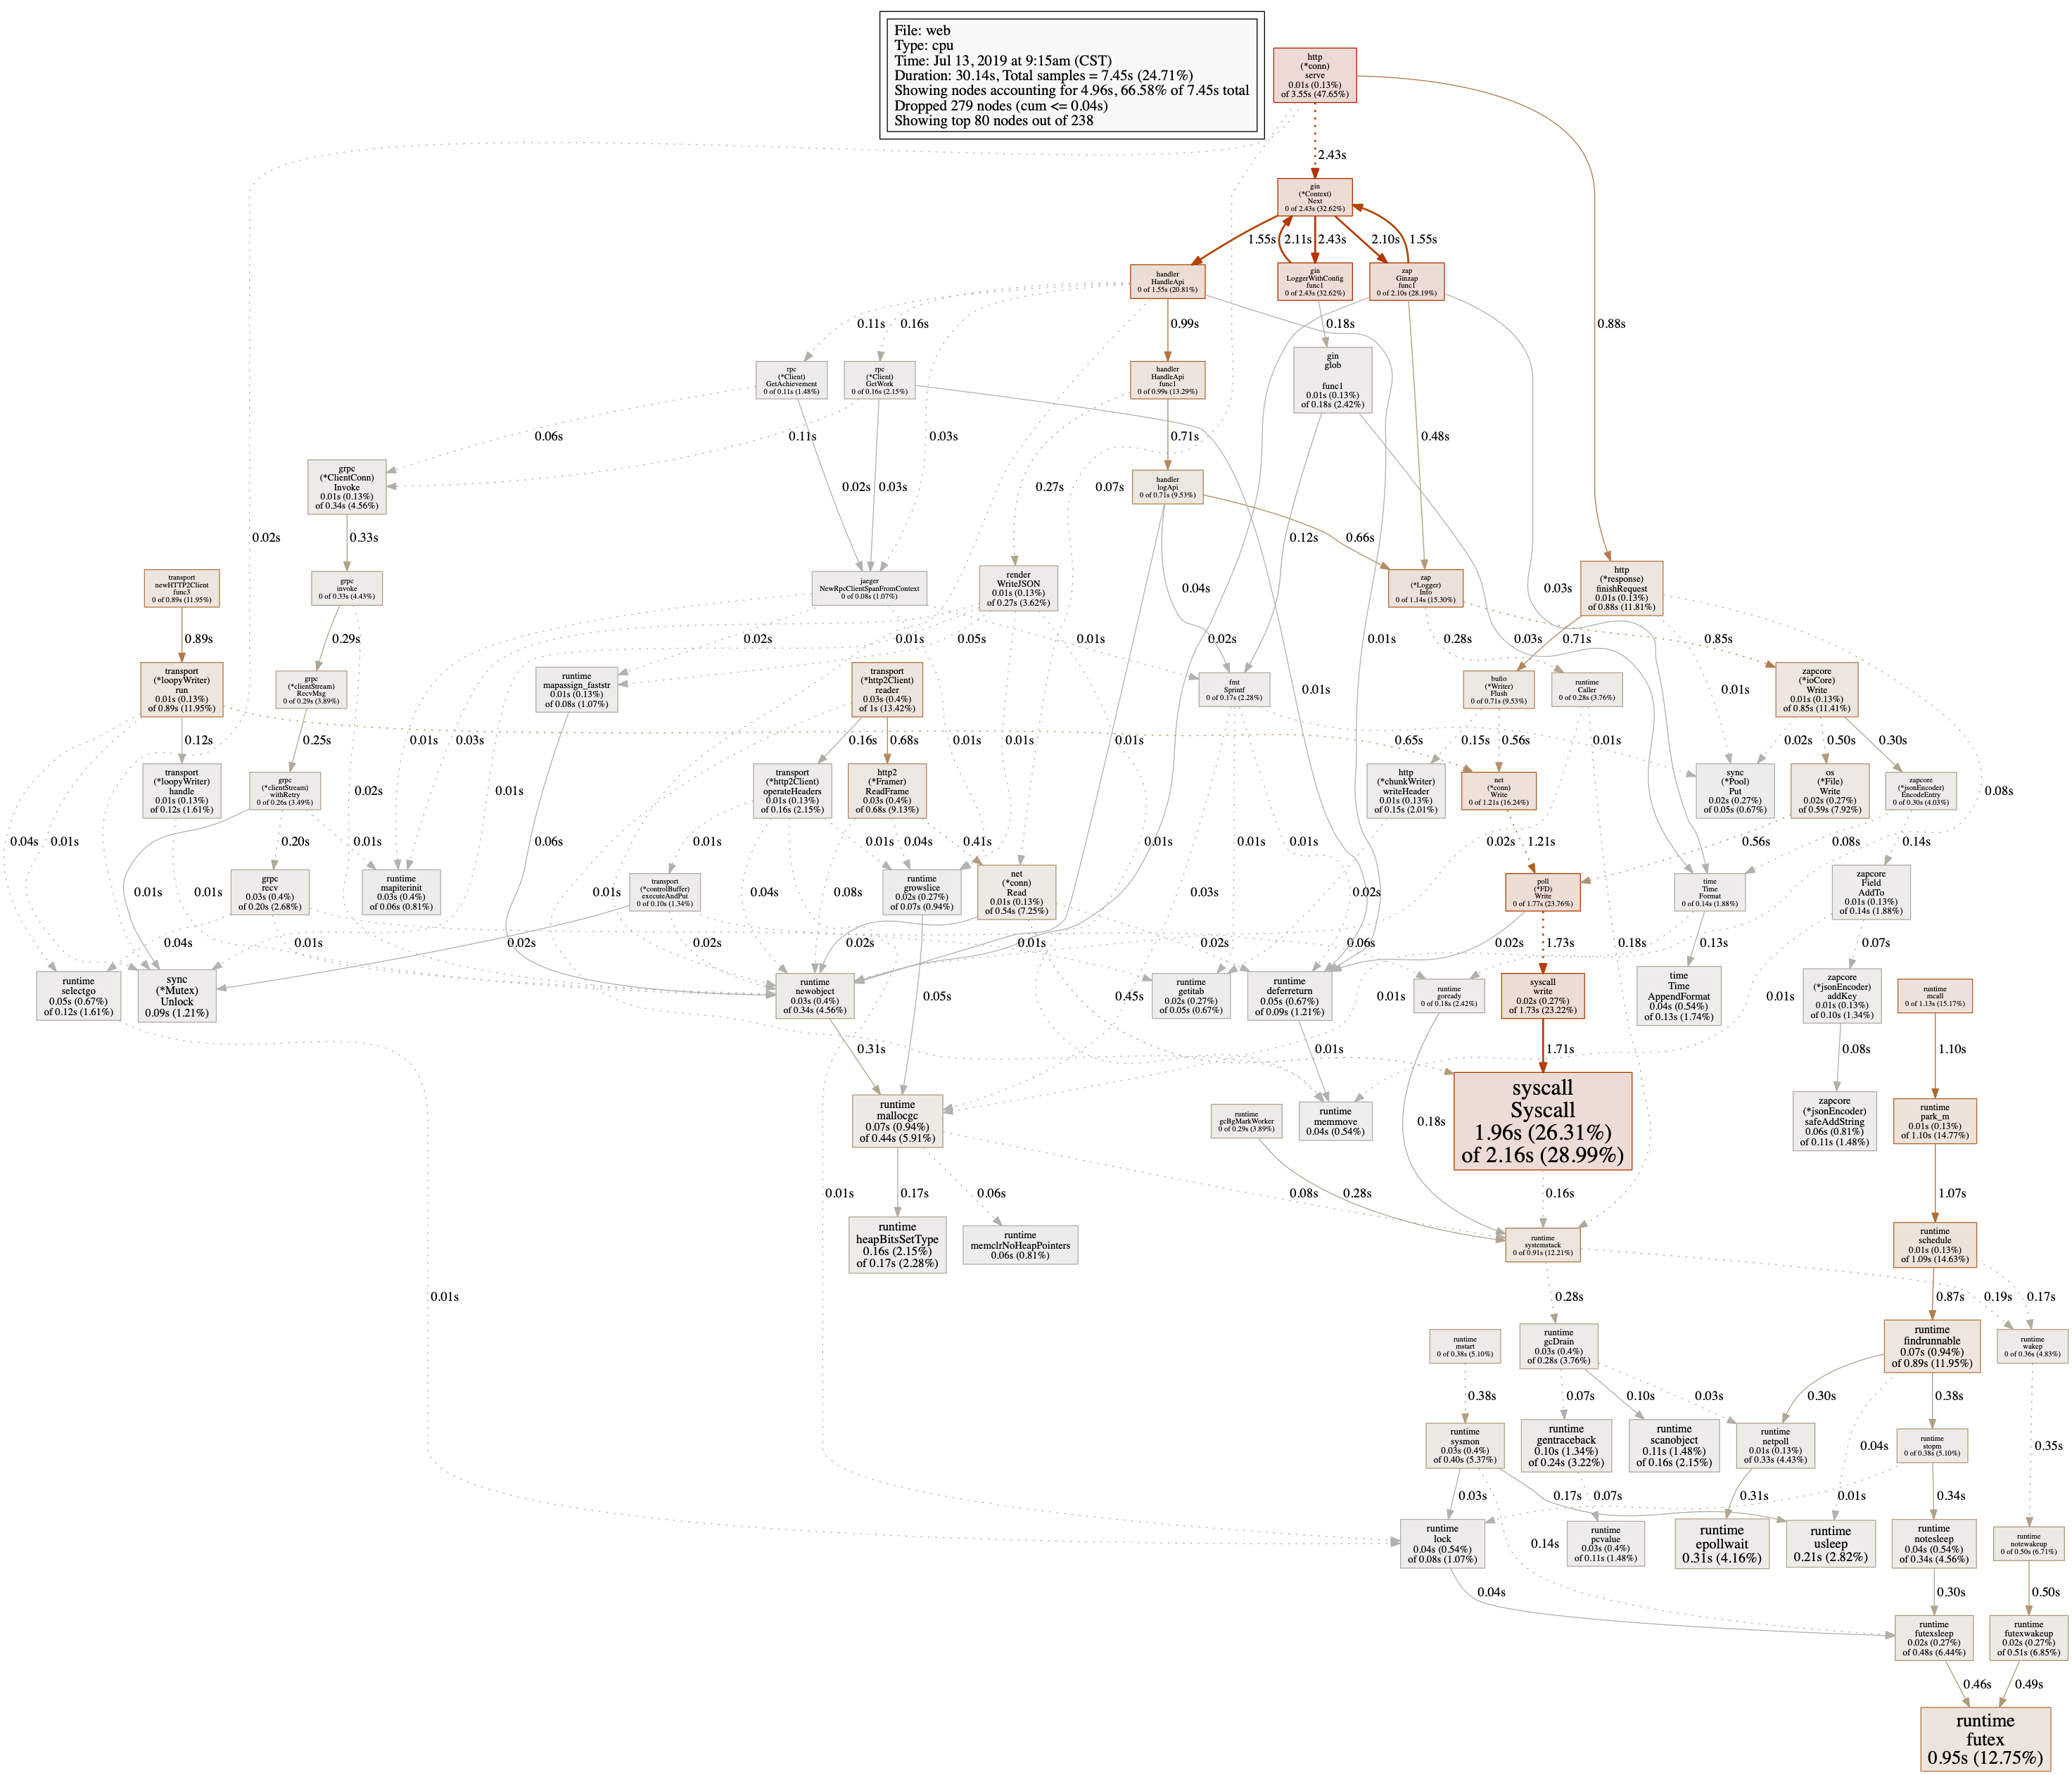 File: web
Type: cpu
Time: Jul 13, 2019 at 9:15am (CST)
Duration: 30.14s, Total samples = 7.45s (24.71%)
Showing nodes accounting for 4.96s, 66.58% of 7.45s total
Dropped 279 nodes (cum <= 0.04s)
Showing top 80 nodes out of 238
http
(*conn)
serve
0.01s (0.13%)
of 3.55s (47.65%)
2.43s
gin
(*Context)
Next
0 of 2.43s (32.62%)
1.55s
2.11s
2.43s
2.10s
1.55s
handler
HandleApi
0 of 1.55s (20.81%)
gin
LoggerWithConfig
func1
0 of 2.43s (32.62%)
zap
Ginzap
func1
0 of 2.10s (28.19%)
0.11s
0.16s
0.99s
0.18s
0.88s
rpc
(*Client)
GetAchievement
0 of 0.11s (1.48%)
rpc
(*Client)
GetWork
0 of 0.16s (2.15%)
handler
HandleApi
func1
0 of 0.99s (13.29%)
gin
glob
func1
0.01s (0.13%)
of 0.18s (2.42%)
0.06s
0.11s
0.03s
0.71s
0.48s
grpc
(*ClientConn)
Invoke
0.01s (0.13%)
of 0.34s (4.56%)
0.02s
0.03s
0.27s
0.07s
handler
logApi
0 of 0.71s (9.53%)
0.02s
0.33s
0.12s
0.66s
transport
newHTTP2Client
func3
0 of 0.89s (11.95%)
grpc
invoke
0 of 0.33s (4.43%)
jaeger
NewRpcClientSpanFromContext
0 of 0.08s (1.07%)
render
WriteJSON
0.01s (0.13%)
of 0.27s (3.62%)
0.04s
zap
(*Logger)
Info
0 of 1.14s (15.30%)
0.03s
http
(*response)
finishRequest
0.01s (0.13%)
of 0.88s (11.81%)
0.89s
0.29s
0.02s
0.01s
0.05s
0.01s
0.02s
0.01s
0.28s
0.03s
0.71s
0.85s
transport
(*loopyWriter)
run
0.01s (0.13%)
of 0.89s (11.95%)
grpc
(*clientStream)
RecvMsg
0 of 0.29s (3.89%)
runtime
mapassign_faststr
0.01s (0.13%)
of 0.08s (1.07%)
transport
(*http2Client)
reader
0.03s (0.4%)
of 1s (13.42%)
fmt
Sprintf
0 of 0.17s (2.28%)
0.01s
bufio
(*Writer)
Flush
0 of 0.71s (9.53%)
runtime
Caller
0 of 0.28s (3.76%)
0.01s
zapcore
(*ioCore)
Write
0.01s (0.13%)
of 0.85s (11.41%)
0.12s
0.25s
0.01s
0.03s
0.16s
0.68s
0.01s
0.01s
0.01s
0.65s
0.15s
0.56s
0.01s
0.02s
0.50s
0.30s
transport
(*loopyWriter)
handle
0.01s (0.13%)
of 0.12s (1.61%)
grpc
(*clientStream)
withRetry
0 of 0.26s (3.49%)
0.02s
0.01s
transport
(*http2Client)
operateHeaders
0.01s (0.13%)
of 0.16s (2.15%)
http2
(*Framer)
ReadFrame
0.03s (0.4%)
of 0.68s (9.13%)
http
(*chunkWriter)
writeHeader
0.01s (0.13%)
of 0.15s (2.01%)
net
(*conn)
Write
0 of 1.21s (16.24%)
sync
(*Pool)
Put
0.02s (0.27%)
of 0.05s (0.67%)
os
(*File)
Write
0.02s (0.27%)
of 0.59s (7.92%)
zapcore
(*jsonEncoder)
EncodeEntry
0 of 0.30s (4.03%)
0.08s
0.04s
0.01s
0.20s
0.01s
0.06s
0.01s
0.01s
0.04s
0.41s
0.01s
0.01s
0.01s
0.02s
1.21s
0.56s
0.08s
0.14s
grpc
recv
0.03s (0.4%)
of 0.20s (2.68%)
runtime
mapiterinit
0.03s (0.4%)
of 0.06s (0.81%)
transport
(*controlBuffer)
executeAndPut
0 of 0.10s (1.34%)
runtime
growslice
0.02s (0.27%)
of 0.07s (0.94%)
net
(*conn)
Read
0.01s (0.13%)
of 0.54s (7.25%)
poll
(*FD)
Write
0 of 1.77s (23.76%)
time
Time
Format
0 of 0.14s (1.88%)
zapcore
Field
AddTo
0.01s (0.13%)
of 0.14s (1.88%)
0.01s
0.01s
0.01s
0.04s
0.08s
0.03s
0.02s
0.04s
0.01s
0.02s
0.02s
0.02s
0.01s
0.02s
0.06s
0.02s
1.73s
0.18s
0.13s
0.07s
runtime
selectgo
0.05s (0.67%)
of 0.12s (1.61%)
sync
(*Mutex)
Unlock
0.09s (1.21%)
runtime
newobject
0.03s (0.4%)
of 0.34s (4.56%)
0.05s
0.45s
runtime
getitab
0.02s (0.27%)
of 0.05s (0.67%)
runtime
deferreturn
0.05s (0.67%)
of 0.09s (1.21%)
0.01s
runtime
goready
0 of 0.18s (2.42%)
syscall
write
0.02s (0.27%)
of 1.73s (23.22%)
time
Time
AppendFormat
0.04s (0.54%)
of 0.13s (1.74%)
0.01s
zapcore
(*jsonEncoder)
addKey
0.01s (0.13%)
of 0.10s (1.34%)
runtime
mcall
0 of 1.13s (15.17%)
0.31s
0.01s
1.71s
0.08s
1.10s
runtime
mallocgc
0.07s (0.94%)
of 0.44s (5.91%)
runtime
gcBgMarkWorker
0 of 0.29s (3.89%)
runtime
memmove
0.04s (0.54%)
0.18s
syscall
Syscall
1.96s (26.31%)
of 2.16s (28.99%)
zapcore
(*jsonEncoder)
safeAddString
0.06s (0.81%)
of 0.11s (1.48%)
runtime
park_m
0.01s (0.13%)
of 1.10s (14.77%)
0.01s
0.17s
0.06s
0.08s
0.28s
0.16s
1.07s
runtime
heapBitsSetType
0.16s (2.15%)
of 0.17s (2.28%)
runtime
memclrNoHeapPointers
0.06s (0.81%)
runtime
systemstack
0 of 0.91s (12.21%)
runtime
schedule
0.01s (0.13%)
of 1.09s (14.63%)
0.01s
0.28s
0.87s
0.19s
0.17s
runtime
mstart
0 of 0.38s (5.10%)
runtime
gcDrain
0.03s (0.4%)
of 0.28s (3.76%)
runtime
findrunnable
0.07s (0.94%)
of 0.89s (11.95%)
runtime
wakep
0 of 0.36s (4.83%)
0.38s
0.07s
0.10s
0.03s
0.30s
0.38s
runtime
sysmon
0.03s (0.4%)
of 0.40s (5.37%)
runtime
gentraceback
0.10s (1.34%)
of 0.24s (3.22%)
runtime
scanobject
0.11s (1.48%)
of 0.16s (2.15%)
runtime
netpoll
0.01s (0.13%)
of 0.33s (4.43%)
0.04s
runtime
stopm
0 of 0.38s (5.10%)
0.35s
0.03s
0.17s
0.07s
0.31s
0.01s
0.34s
runtime
lock
0.04s (0.54%)
of 0.08s (1.07%)
0.14s
runtime
pcvalue
0.03s (0.4%)
of 0.11s (1.48%)
runtime
epollwait
0.31s (4.16%)
runtime
usleep
0.21s (2.82%)
runtime
notesleep
0.04s (0.54%)
of 0.34s (4.56%)
runtime
notewakeup
0 of 0.50s (6.71%)
0.04s
0.30s
0.50s
runtime
futexsleep
0.02s (0.27%)
of 0.48s (6.44%)
runtime
futexwakeup
0.02s (0.27%)
of 0.51s (6.85%)
0.46s
0.49s
runtime
futex
0.95s (12.75%)